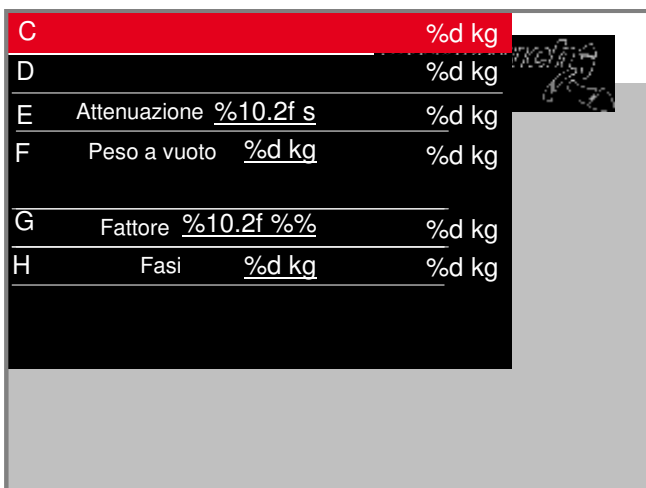 C %d kg
D %d kg
E Attenuazione %10.2f s %d kg
F Peso a vuoto %d kg %d kg
G Fattore %10.2f %% %d kg
H Fasi %d kg %d kg